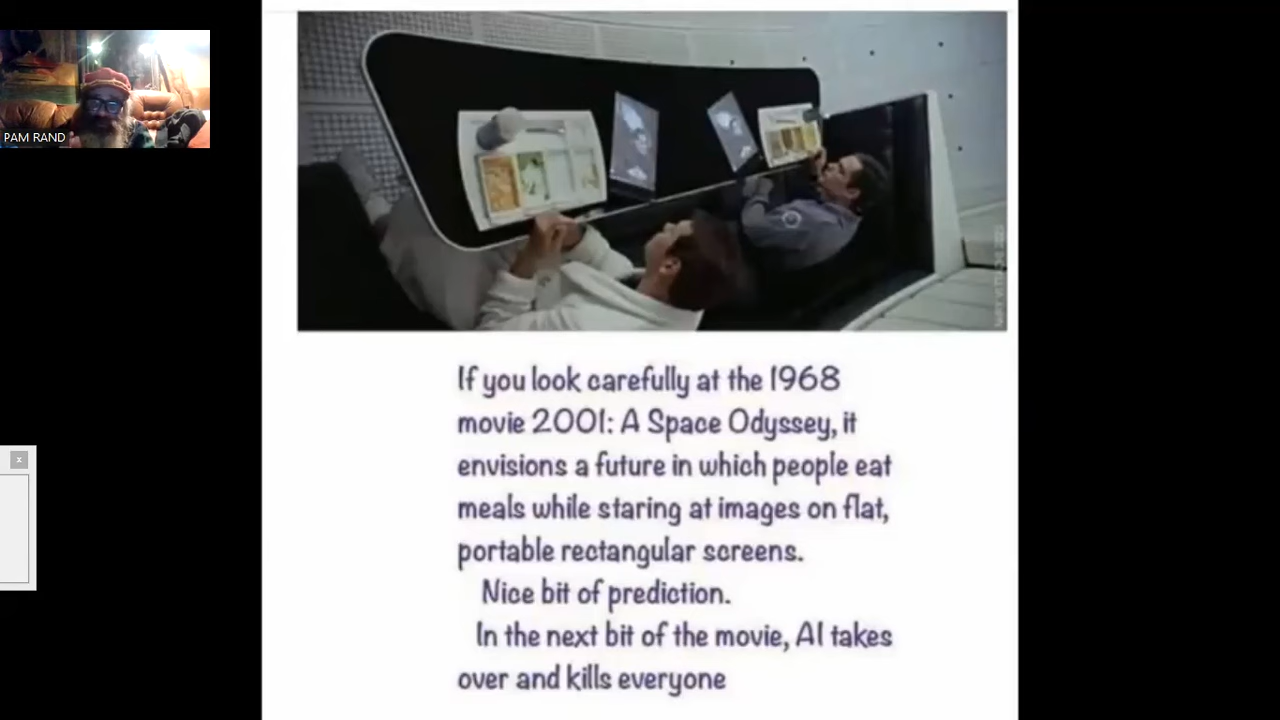 PAM RAND
If you look carefully at the 1968
movie 2001: A Space Odyssey, it
envisions a future in which people eat
meals while staring at images on flat,
portable rectangular screens.
Nice bit of prediction.
In the next bit of the movie, AI takes
over and kills everyone
x